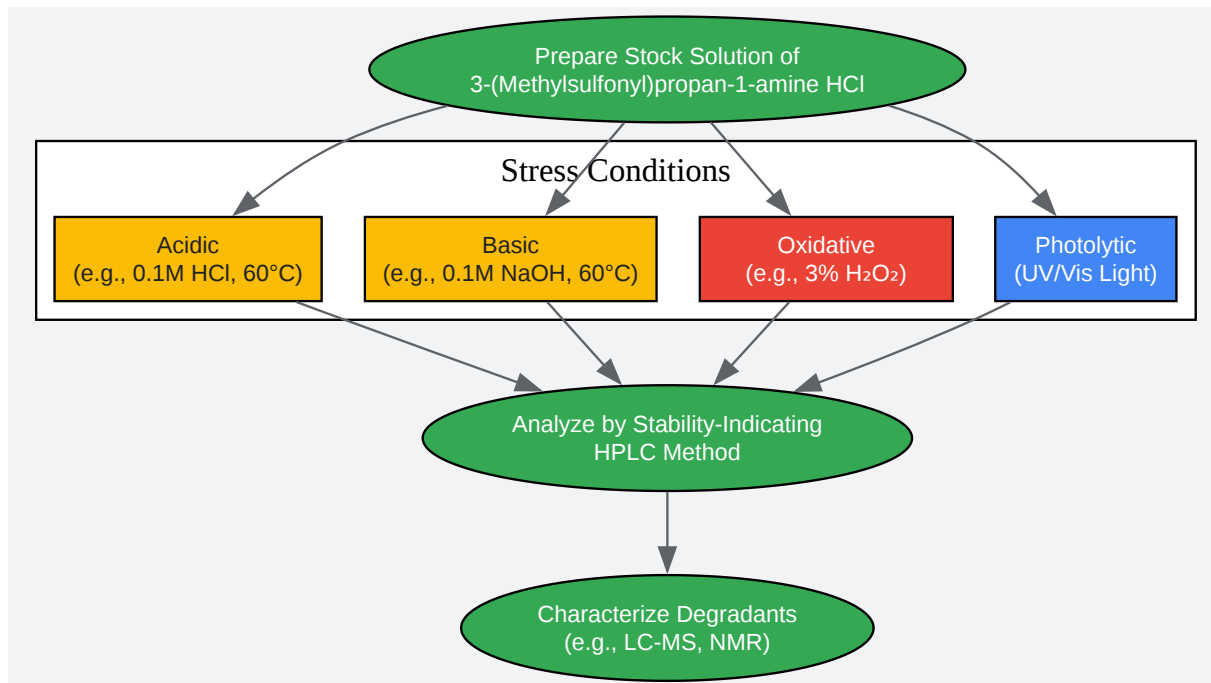 Prepare Stock Solution of
3-(Methylsulfonyl)propan-1-amine HCl
Stress Conditions
Acidic
(e.g., 0.1M HCl, 60°C)
Basic
(e.g., 0.1M NaOH, 60°C)
Oxidative
(e.g., 3% H₂O₂)
Photolytic
(UV/Vis Light)
Analyze by Stability-Indicating
HPLC Method
Characterize Degradants
(e.g., LC-MS, NMR)